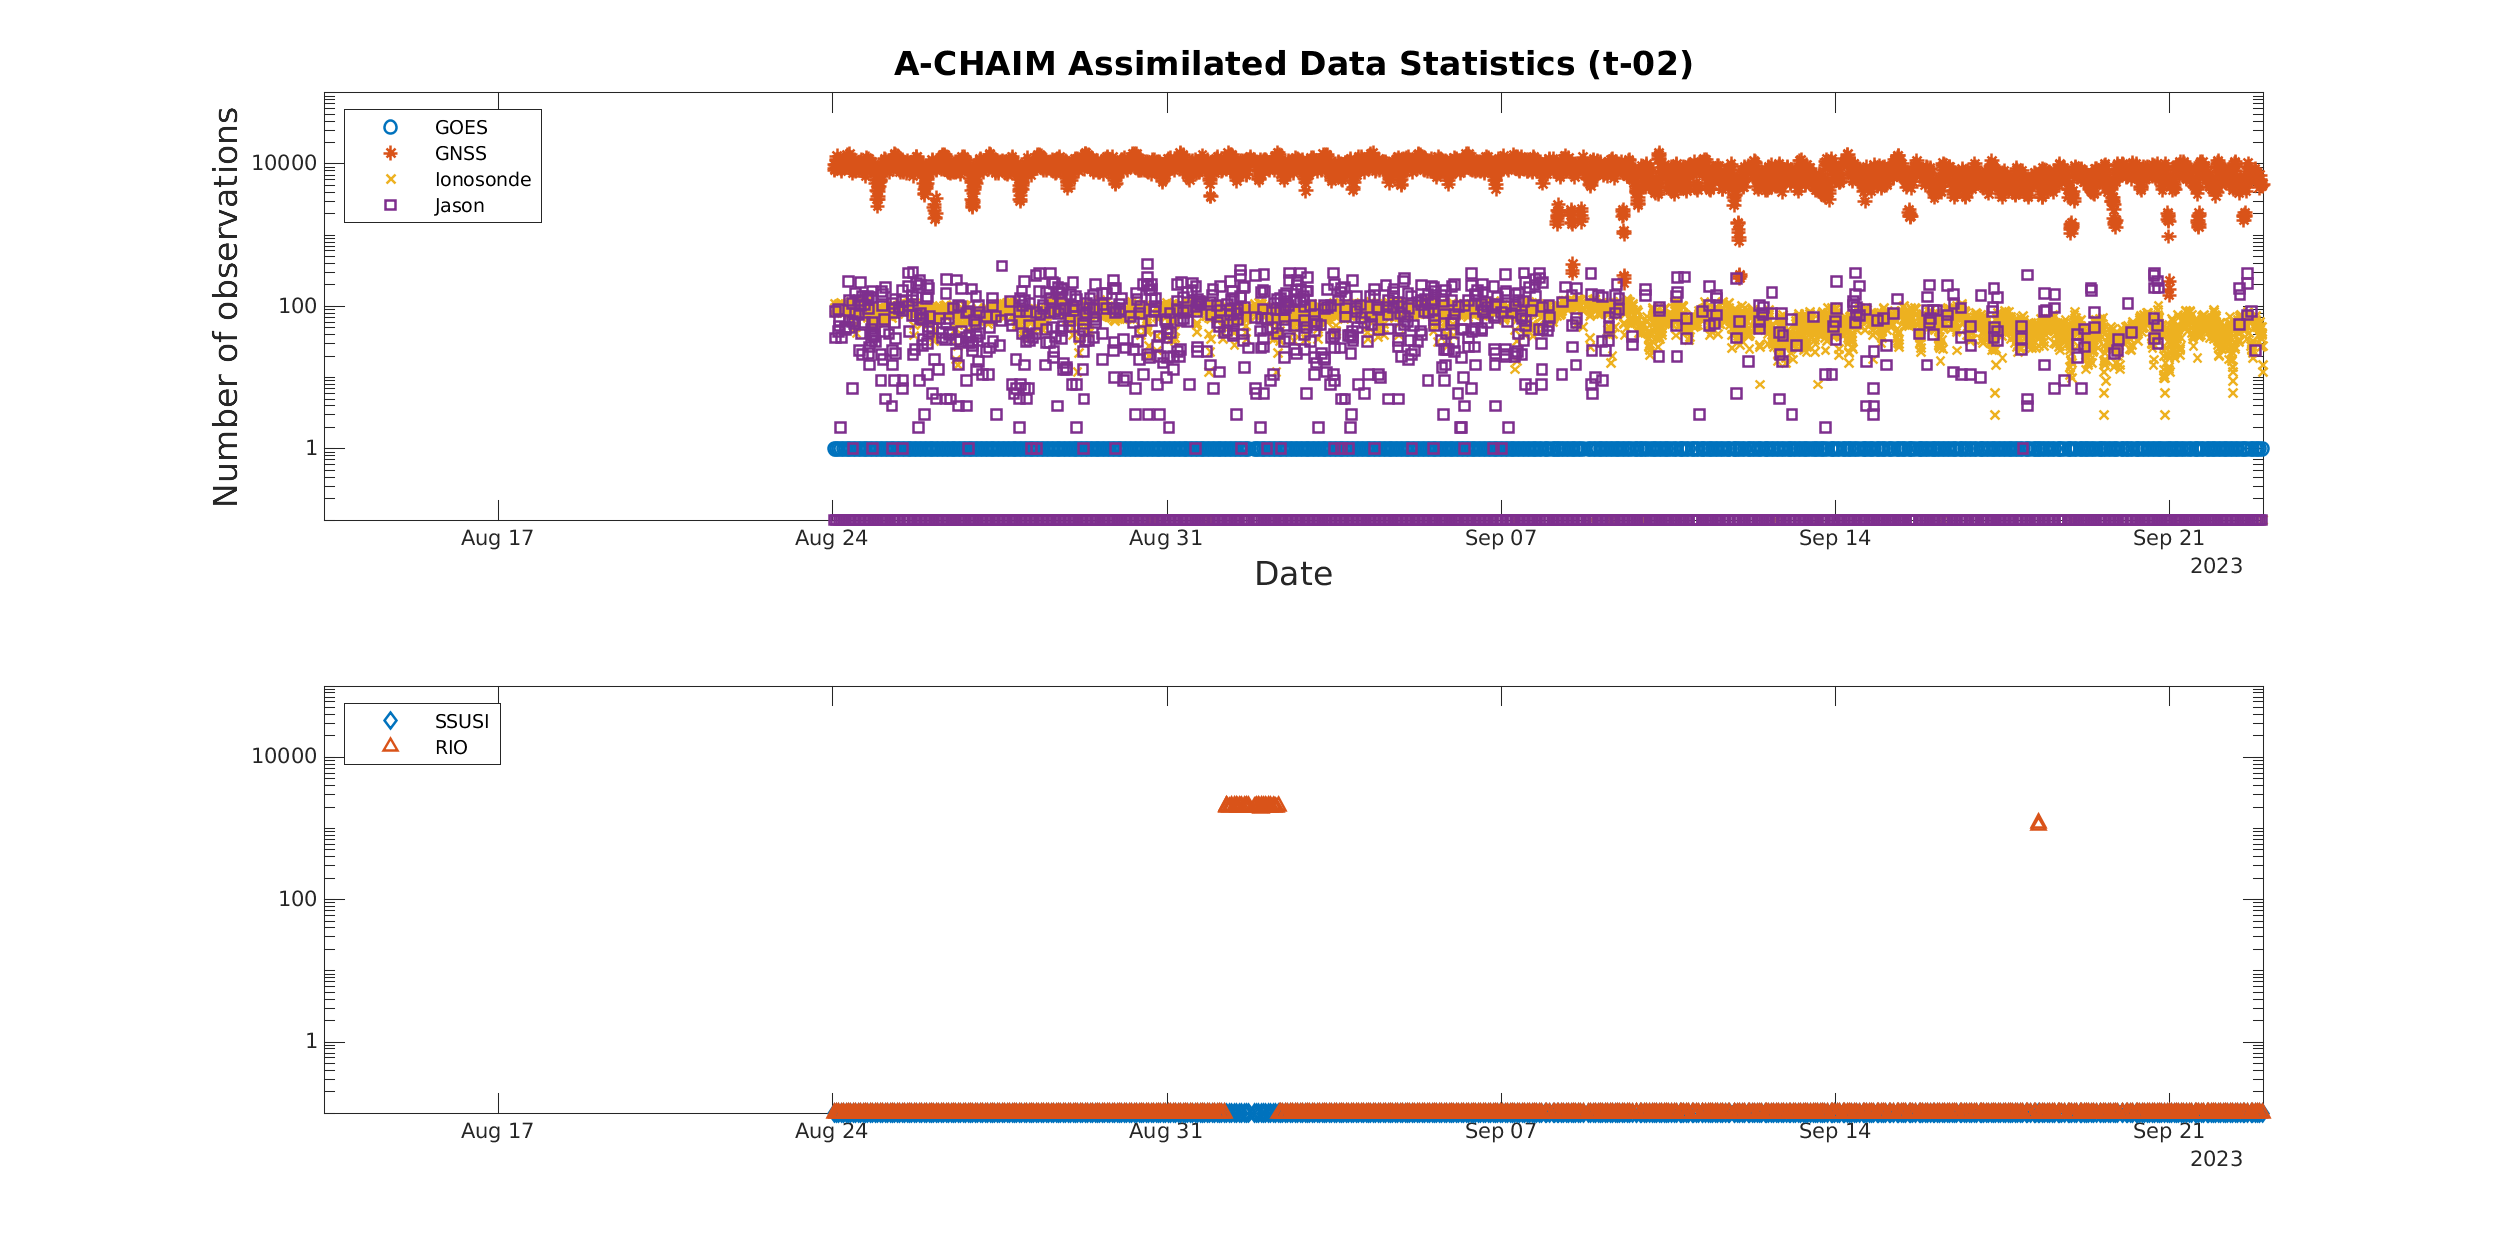 A-CHAIM Assimilated Data Statistics (t-02)
Number of observations
10000
100
1
GOES
GNSS
Ionosonde
Jason
Aug 17 Aug 24 Aug 31 Sep 07 Sep 14 Sep 21
2023
Date
10000
100
1
SSUSI
RIO
Aug 17 Aug 24 Aug 31 Sep 07 Sep 14 Sep 21
2023